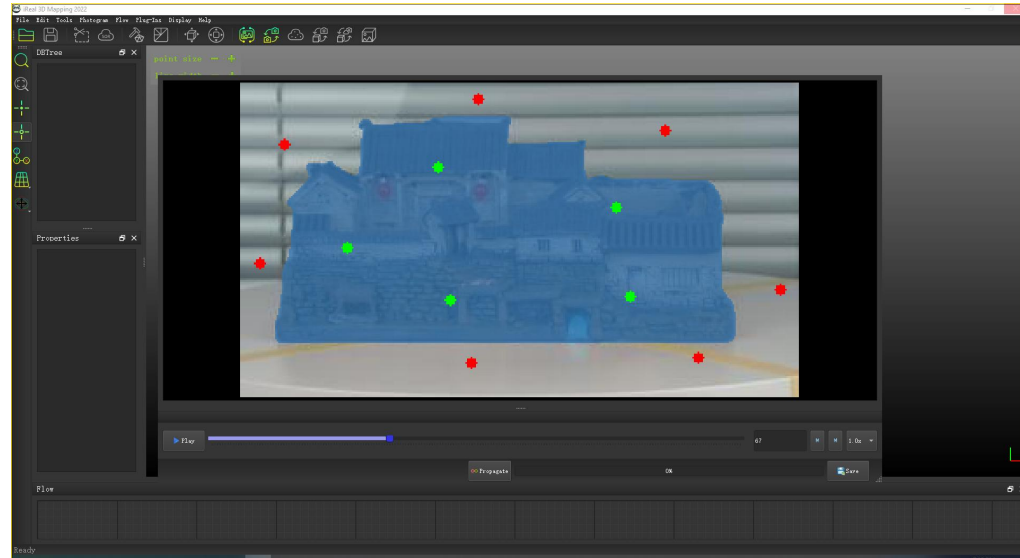 iReal 3D Mapping 2022
File Edit Tools Photogram Flow Plug-Ins Display Help
DBTree
point size - +
Properties
Play
67
1.0x
Propagate
0%
Save
Flow
Ready